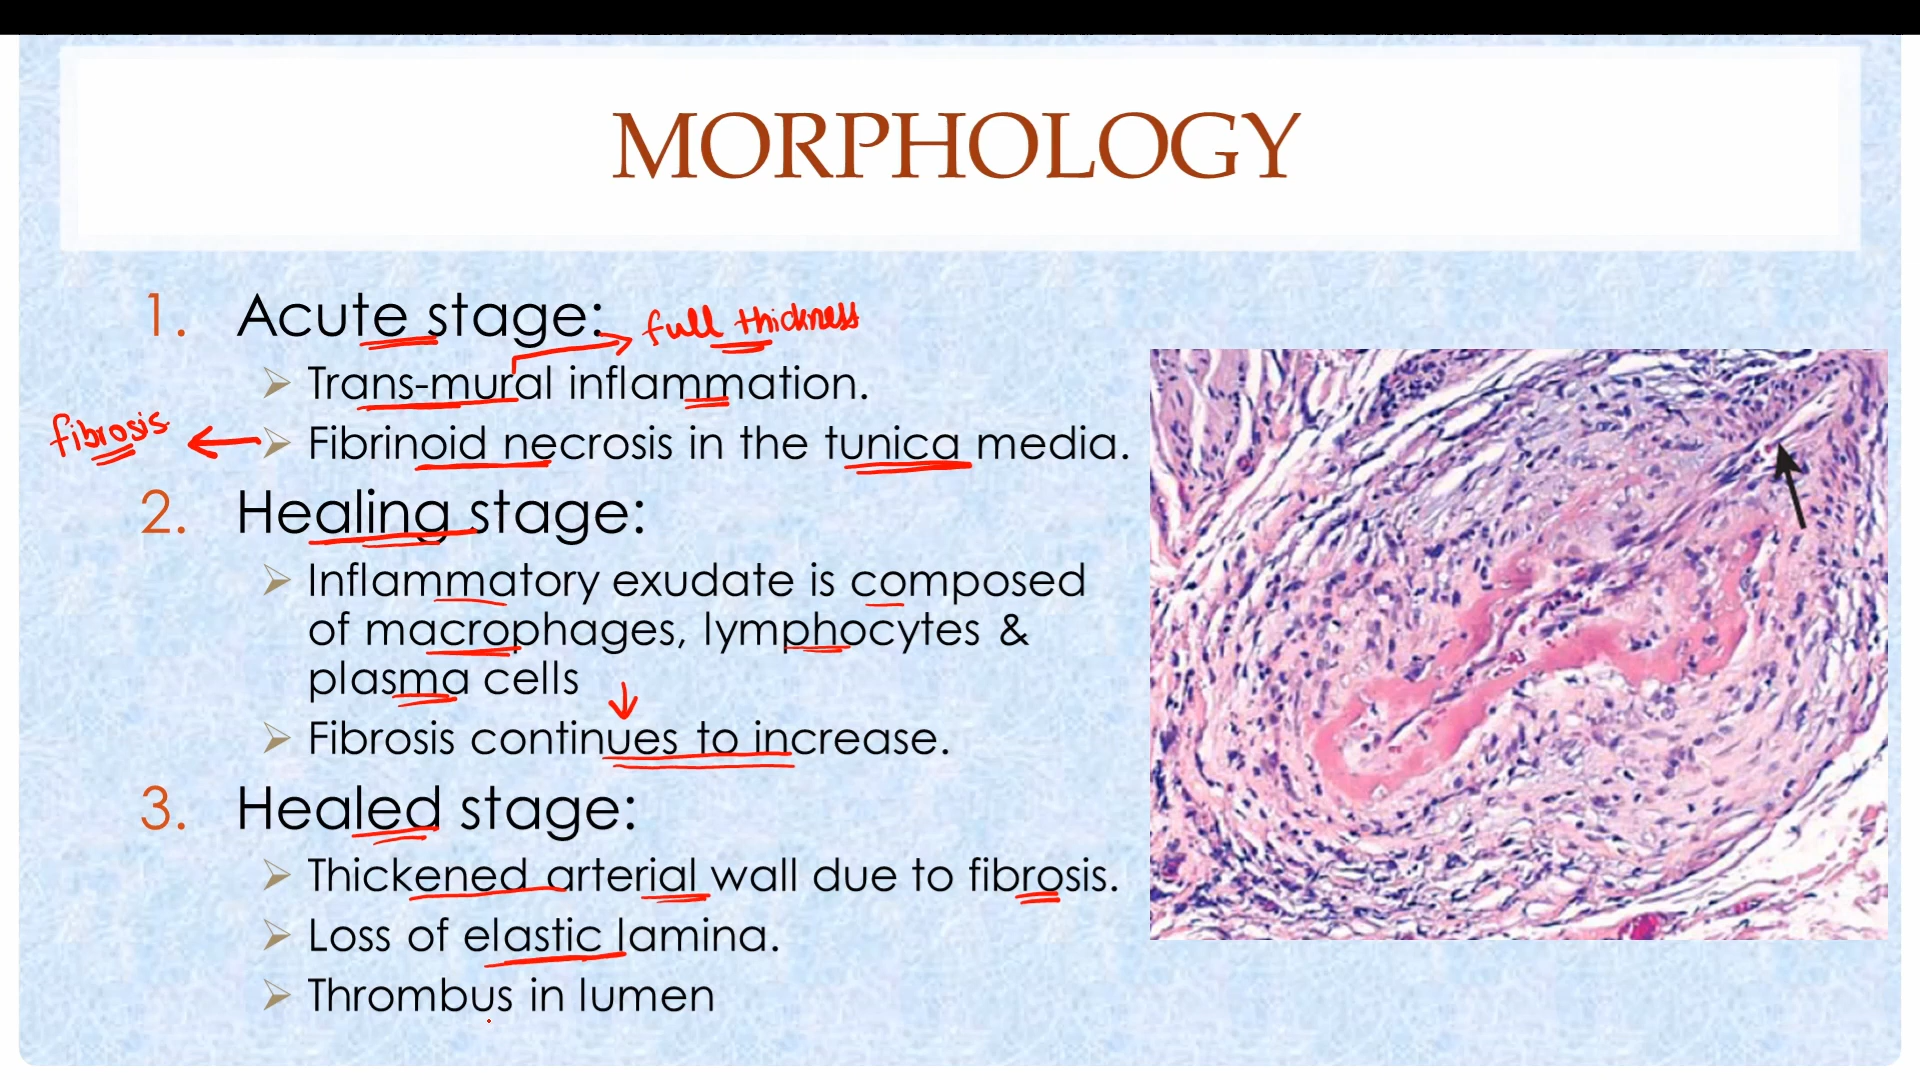 MORPHOLOGY
1. Acute stage:
full thickness
➢ Trans-mural inflammation.
fibrosis
➢ Fibrinoid necrosis in the tunica media.
2. Healing stage:
➢ Inflammatory exudate is composed
of macrophages, lymphocytes &
plasma cells
➢ Fibrosis continues to increase.
3. Healed stage:
➢ Thickened arterial wall due to fibrosis.
➢ Loss of elastic lamina.
➢ Thrombus in lumen